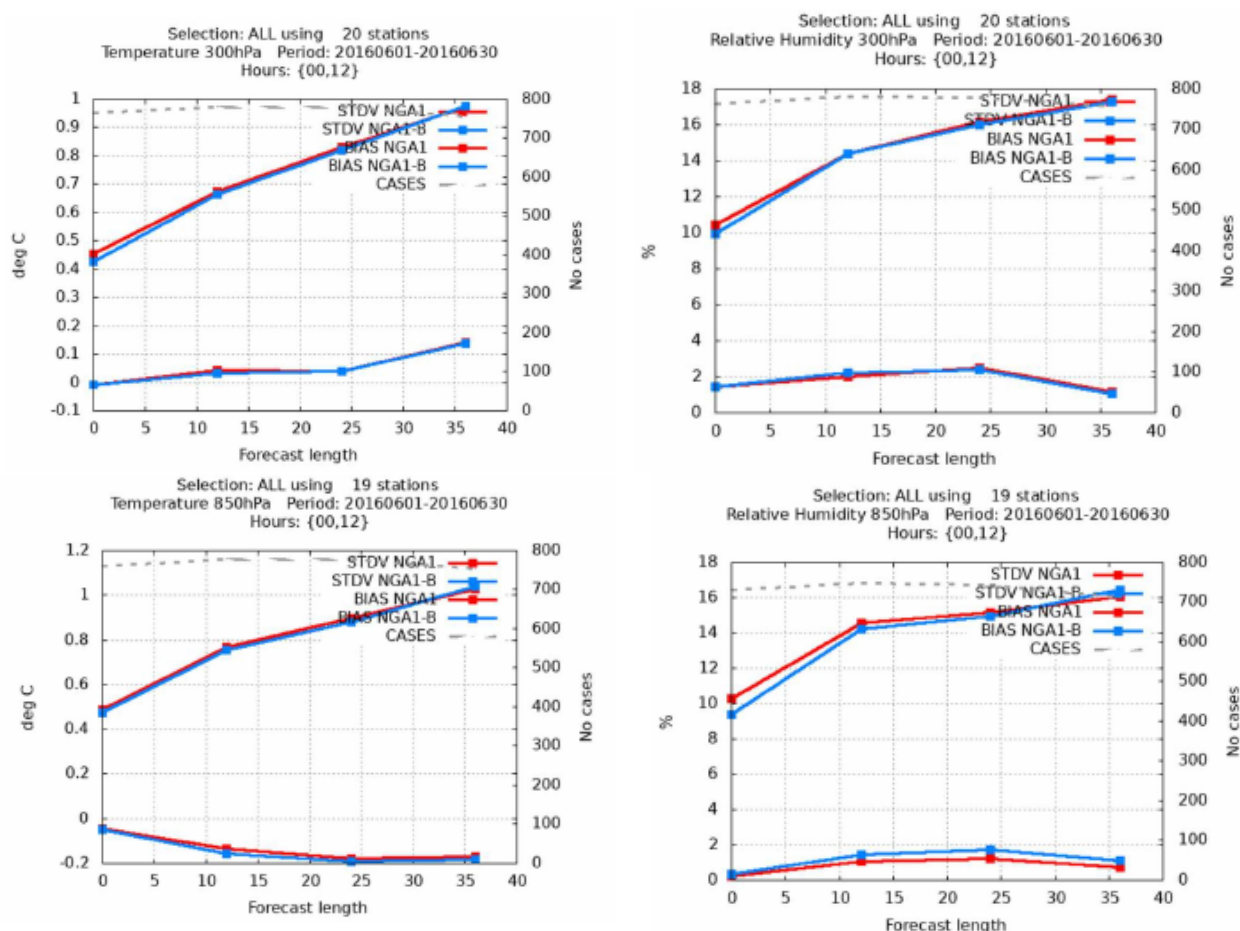 Selection: ALL using 20 stations
Temperature 300hPa Period: 20160601-20160630
Hours: {00,12}
1
0.9
0.8
0.7
0.6
0.5
0.4
0.3
0.2
0.1
0
-0.1
deg C
800
700
600
500
400
300
200
100
0
No cases
STDV NGA1
STDV NGA1-B
BIAS NGA1
BIAS NGA1-B
CASES
0 5 10 15 20 25 30 35 40
Forecast length
Selection: ALL using 20 stations
Relative Humidity 300hPa Period: 20160601-20160630
Hours: {00,12}
18
16
14
12
10
8
6
4
2
0
%
800
700
600
500
400
300
200
100
0
No cases
STDV NGA1
STDV NGA1-B
BIAS NGA1
BIAS NGA1-B
CASES
0 5 10 15 20 25 30 35 40
Forecast length
Selection: ALL using 19 stations
Temperature 850hPa Period: 20160601-20160630
Hours: {00,12}
1.2
1
0.8
0.6
0.4
0.2
0
-0.2
deg C
800
700
600
500
400
300
200
100
0
No cases
STDV NGA1
STDV NGA1-B
BIAS NGA1
BIAS NGA1-B
CASES
0 5 10 15 20 25 30 35 40
Forecast length
Selection: ALL using 19 stations
Relative Humidity 850hPa Period: 20160601-20160630
Hours: {00,12}
18
16
14
12
10
8
6
4
2
0
%
800
700
600
500
400
300
200
100
0
No cases
STDV NGA1
STDV NGA1-B
BIAS NGA1
BIAS NGA1-B
CASES
0 5 10 15 20 25 30 35 40
Forecast length